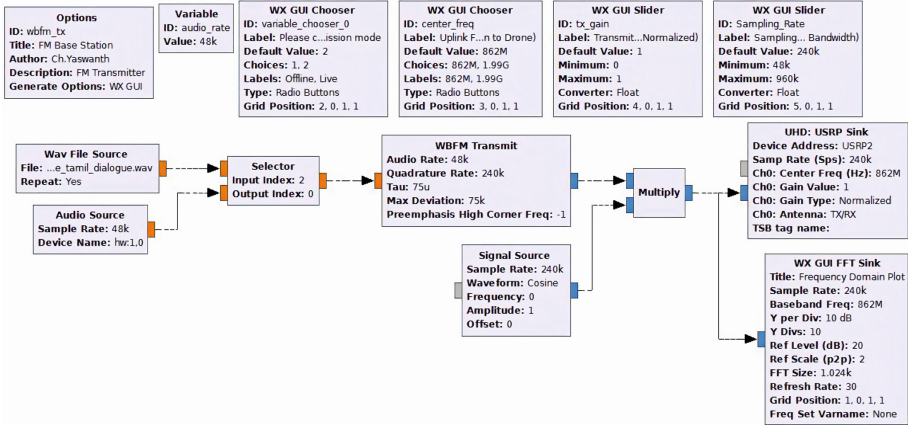 Options
ID: wbfm_tx
Title: FM Base Station
Author: Ch.Yaswanth
Description: FM Transmitter
Generate Options: WX GUI
Variable
ID: audio_rate
Value: 48k
WX GUI Chooser
ID: variable_chooser_0
Label: Please c...ission mode
Default Value: 2
Choices: 1, 2
Labels: Offline, Live
Type: Radio Buttons
Grid Position: 2, 0, 1, 1
WX GUI Chooser
ID: center_freq
Label: Uplink F...n to Drone)
Default Value: 862M
Choices: 862M, 1.99G
Labels: 862M, 1.99G
Type: Radio Buttons
Grid Position: 3, 0, 1, 1
WX GUI Slider
ID: tx_gain
Label: Transmit...Normalized)
Default Value: 1
Minimum: 0
Maximum: 1
Converter: Float
Grid Position: 4, 0, 1, 1
WX GUI Slider
ID: Sampling_Rate
Label: Sampling... Bandwidth)
Default Value: 240k
Minimum: 48k
Maximum: 960k
Converter: Float
Grid Position: 5, 0, 1, 1
Wav File Source
File: ...e_tamil_dialogue.wav
Repeat: Yes
Audio Source
Sample Rate: 48k
Device Name: hw:1,0
Selector
Input Index: 2
Output Index: 0
WBFM Transmit
Audio Rate: 48k
Quadrature Rate: 240k
Tau: 75u
Max Deviation: 75k
Preemphasis High Corner Freq: -1
Signal Source
Sample Rate: 240k
Waveform: Cosine
Frequency: 0
Amplitude: 1
Offset: 0
Multiply
UHD: USRP Sink
Device Address: USRP2
Samp Rate (Sps): 240k
Ch0: Center Freq (Hz): 862M
Ch0: Gain Value: 1
Ch0: Gain Type: Normalized
Ch0: Antenna: TX/RX
TSB tag name:
WX GUI FFT Sink
Title: Frequency Domain Plot
Sample Rate: 240k
Baseband Freq: 862M
Y per Div: 10 dB
Y Divs: 10
Ref Level (dB): 20
Ref Scale (p2p): 2
FFT Size: 1.024k
Refresh Rate: 30
Grid Position: 1, 0, 1, 1
Freq Set Varname: None